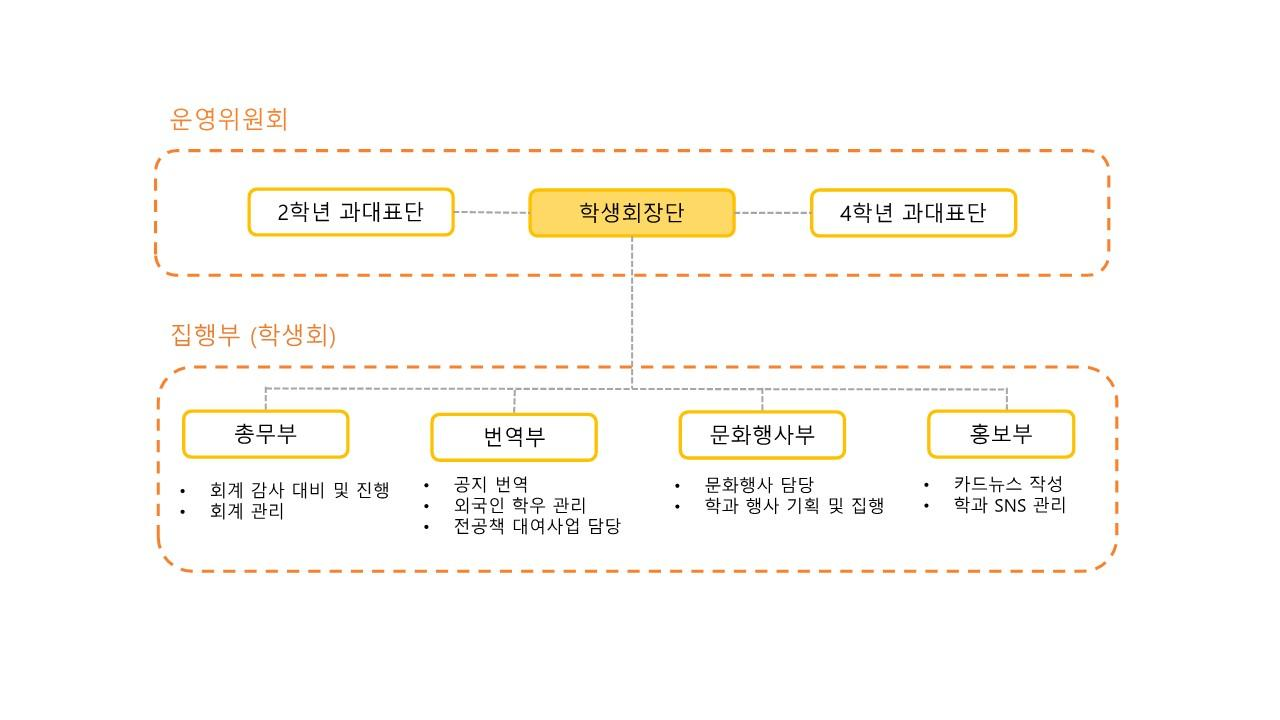 운영위원회
2학년 과대표단
학생회장단
4학년 과대표단
집행부 (학생회)
총무부
• 회계 감사 대비 및 진행
• 회계 관리
번역부
• 공지 번역
• 외국인 학우 관리
• 전공책 대여사업 담당
문화행사부
• 문화행사 담당
• 학과 행사 기획 및 집행
홍보부
• 카드뉴스 작성
• 학과 SNS 관리